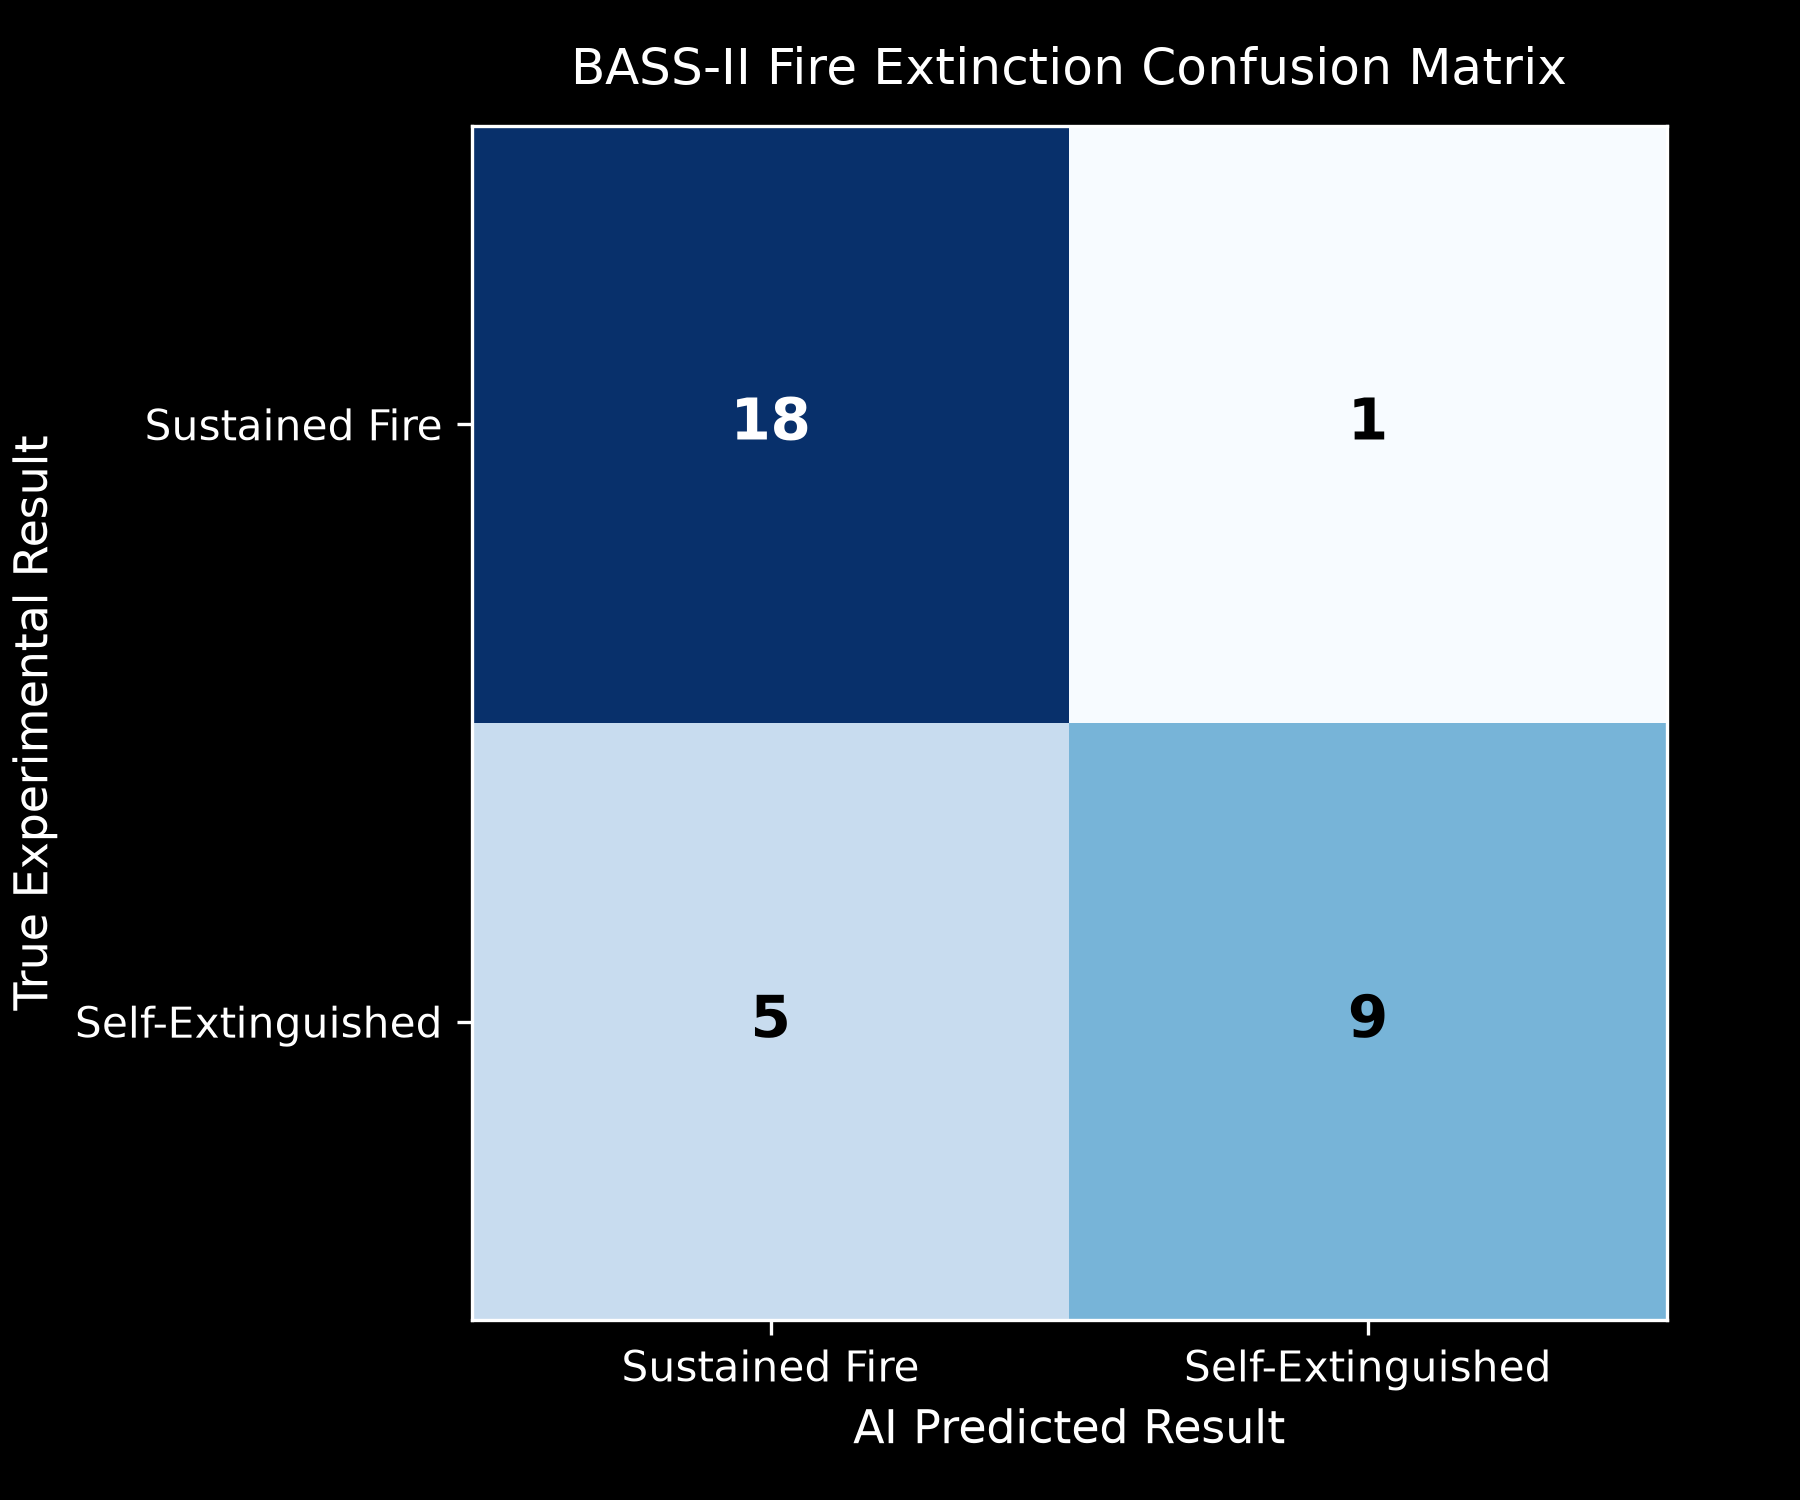 BASS-II Fire Extinction Confusion Matrix
True Experimental Result
Sustained Fire
18
1
Self-Extinguished
5
9
Sustained Fire
Self-Extinguished
AI Predicted Result